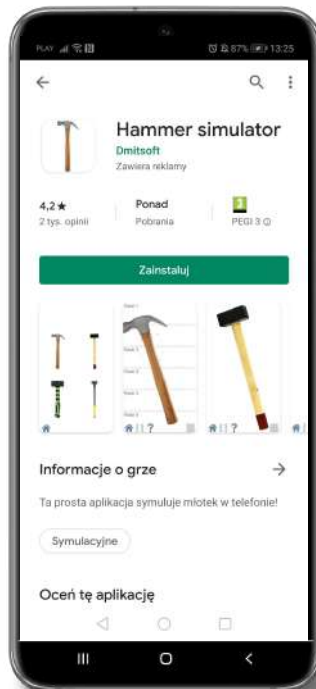 PLAY 87% 13:25
Hammer simulator
Dmitsoft
Zawiera reklamy
4,2★ Ponad 3
2 tys. opinii Pobrania PEGI 3
Zainstaluj
?
?
Informacje o grze
Ta prosta aplikacja symuluje młotek w telefonie!
Symulacyjne
Oceń tę aplikację